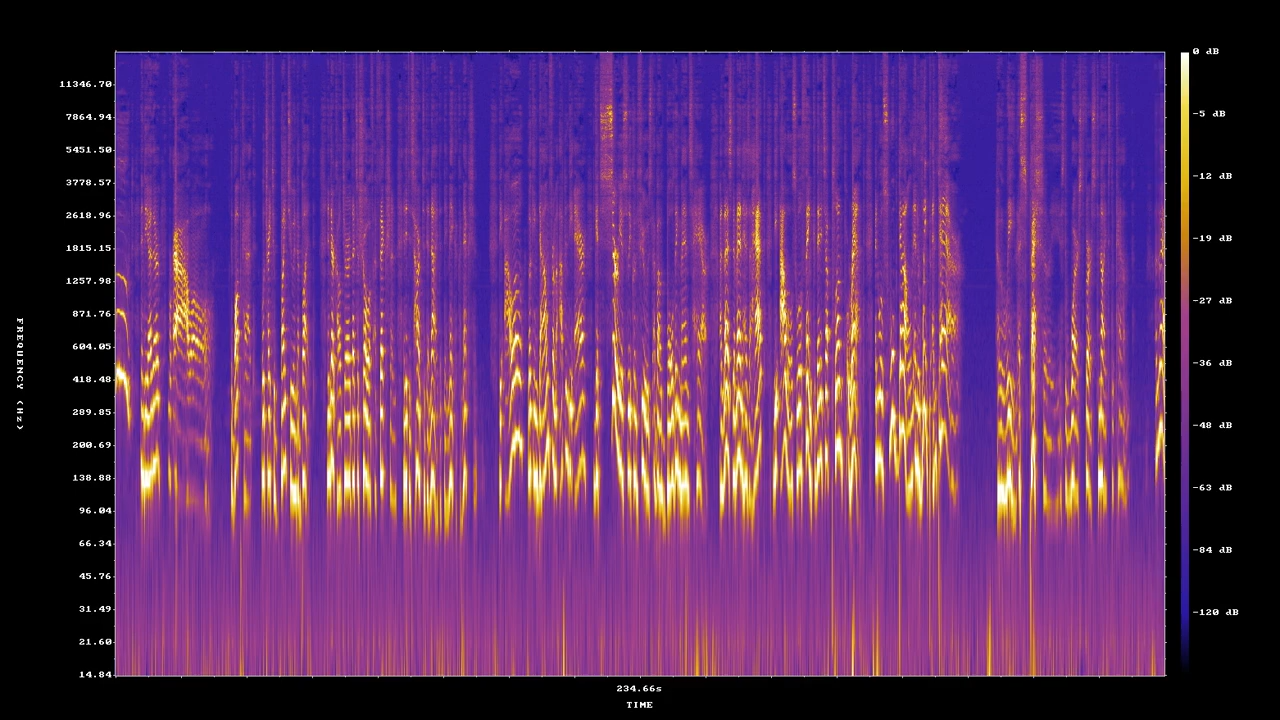 0 dB
11346.70
7864.94
-5 dB
5451.50
3778.57
-12 dB
2618.96
-19 dB
1815.15
1257.98
-27 dB
871.76
604.05
-36 dB
418.48
FREQUENCY (Hz)
289.85
-48 dB
200.69
138.88
-63 dB
96.04
66.34
-84 dB
45.76
31.49
-120 dB
21.60
14.84
234.66s
TIME